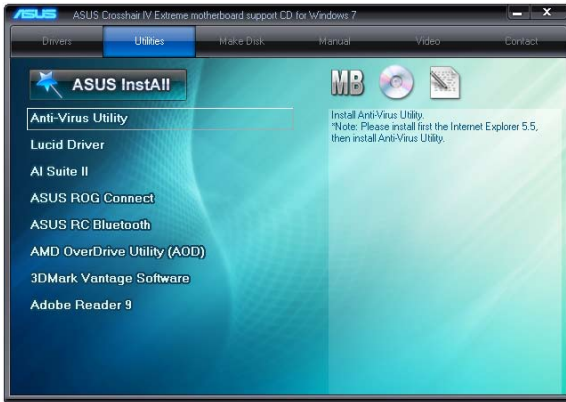 ASUS ASUS Crosshair IV Extreme motherboard support CD for Windows 7
Drivers Utilities Make Disk Manual Video Contact
ASUS InstAll MB
Anti-Virus Utility
Install Anti-Virus Utility.
*Note: Please install first the Internet Explorer 5.5,
then install Anti-Virus Utility.
Lucid Driver
AI Suite II
ASUS ROG Connect
ASUS RC Bluetooth
AMD OverDrive Utility (AOD)
3DMark Vantage Software
Adobe Reader 9